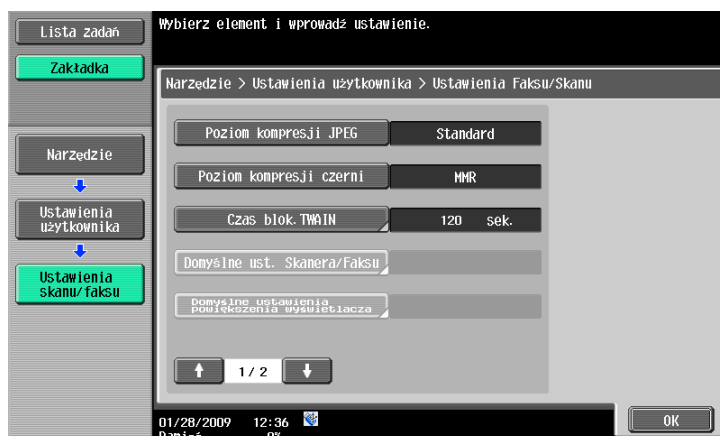 Lista zadań
Wybierz element i wprowadź ustawienie.
Zakładka
Narzędzie > Ustawienia użytkownika > Ustawienia Faksu/Skanu
Poziom kompresji JPEG Standard
Narzędzie
Poziom kompresji czerni MMR
Ustawienia
użytkownika
Czas blok.TWAIN 120 sek.
Domyślne ust. Skanera/Faksu
Ustawienia
skanu/faksu
Domyślne ustawienia
powiększenia wyświetlacza
1/ 2
01/28/2009 12:36
OK
Pamięć 0%